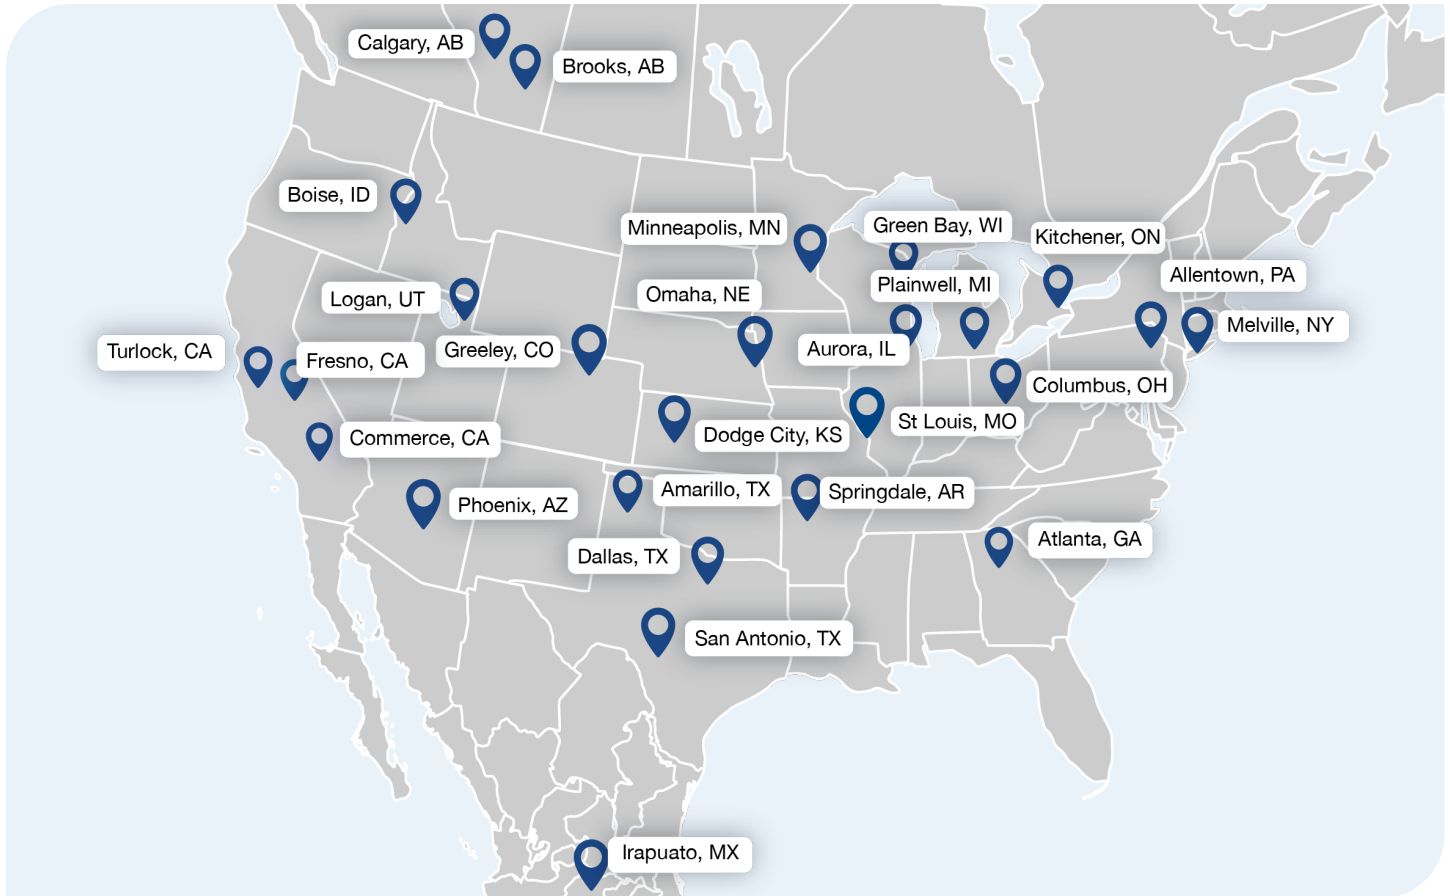 Calgary, AB
Brooks, AB
Boise, ID
Minneapolis, MN
Green Bay, WI
Kitchener, ON
Allentown, PA
Logan, UT
Omaha, NE
Plainwell, MI
Melville, NY
Turlock, CA
Fresno, CA
Greeley, CO
Aurora, IL
Columbus, OH
Commerce, CA
Dodge City, KS
St Louis, MO
Phoenix, AZ
Amarillo, TX
Springdale, AR
Dallas, TX
Atlanta, GA
San Antonio, TX
Irapuato, MX